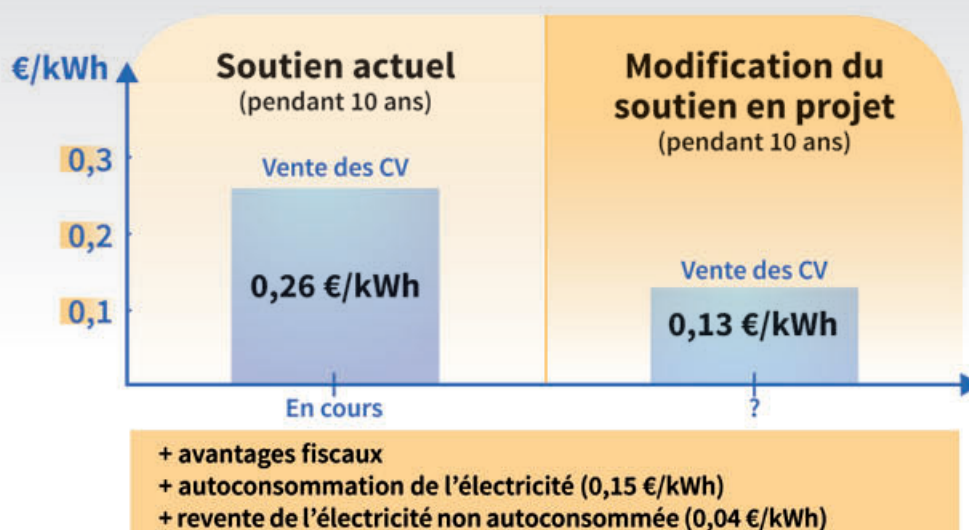 €/kWh
Soutien actuel
(pendant 10 ans)
Modification du
soutien en projet
(pendant 10 ans)
0,3
0,2
0,1
Vente des CV
0,26 €/kWh
Vente des CV
0,13 €/kWh
En cours
?
+ avantages fiscaux
+ autoconsommation de l'électricité (0,15 €/kWh)
+ revente de l'électricité non autoconsommée (0,04 €/kWh)